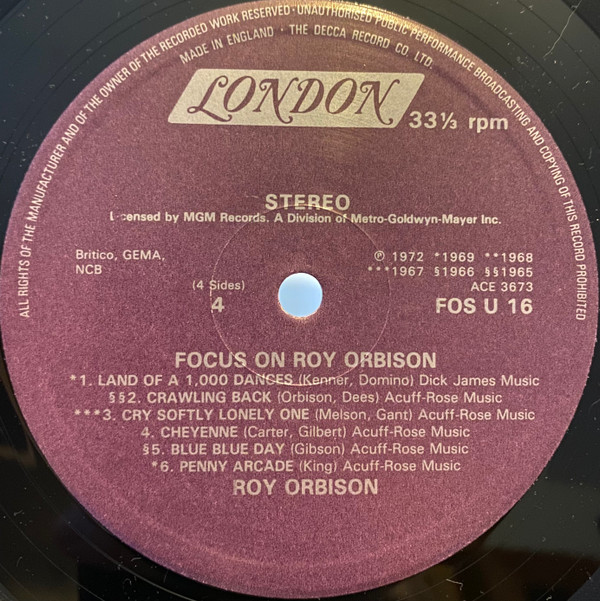 ALL RIGHTS OF THE MANUFACTURER AND OF THE OWNER OF THE RECORDED WORK RESERVED · UNAUTHORISED PUBLIC PERFORMANCE BROADCASTING AND COPYING OF THIS RECORD PROHIBITED
MADE IN ENGLAND · THE DECCA RECORD CO. LTD.
LONDON
33⅓ rpm
STEREO
Licensed by MGM Records, A Division of Metro-Goldwyn-Mayer Inc.
Britico, GEMA,
NCB
℗ 1972 *1969 **1968
***1967 §1966 §§1965
ACE 3673
(4 Sides)
4
FOS U 16
FOCUS ON ROY ORBISON
*1. LAND OF A 1,000 DANCES (Kenner, Domino) Dick James Music
§§2. CRAWLING BACK (Orbison, Dees) Acuff-Rose Music
***3. CRY SOFTLY LONELY ONE (Melson, Gant) Acuff-Rose Music
4. CHEYENNE (Carter, Gilbert) Acuff-Rose Music
§5. BLUE BLUE DAY (Gibson) Acuff-Rose Music
*6. PENNY ARCADE (King) Acuff-Rose Music
ROY ORBISON